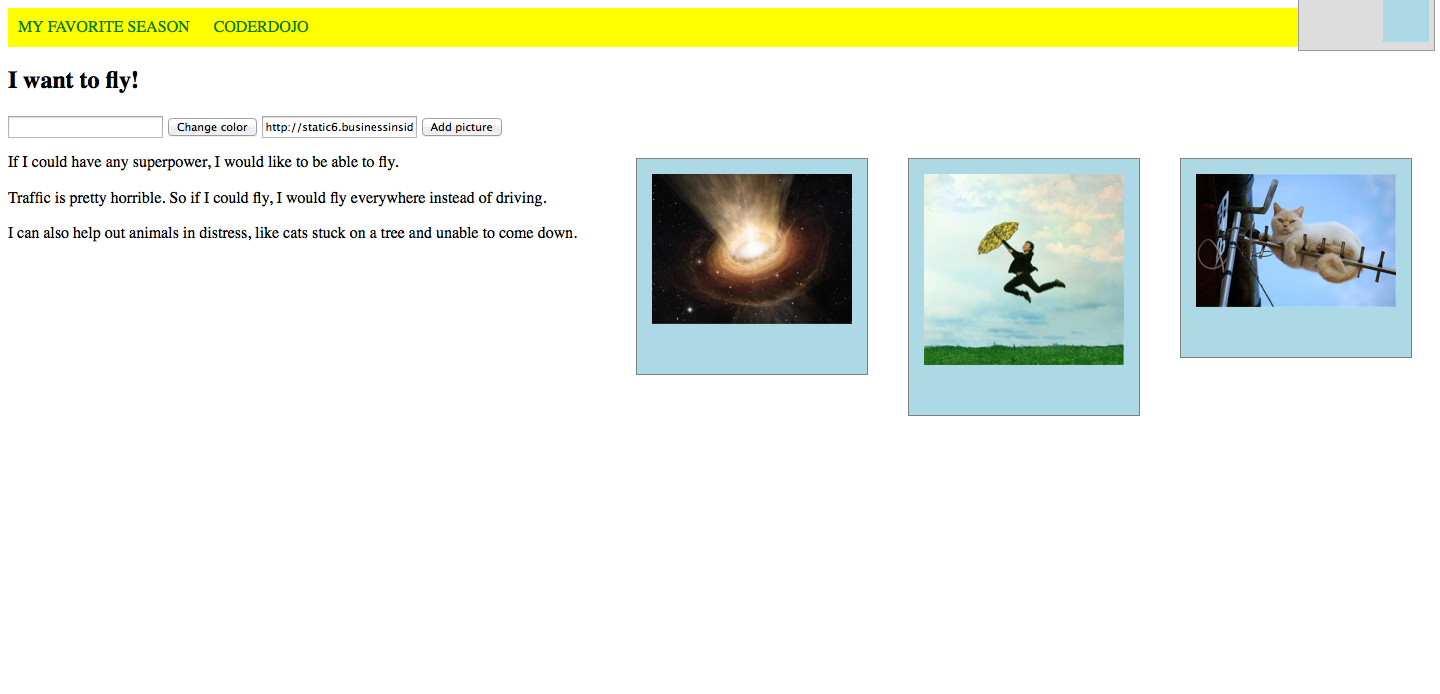 MY FAVORITE SEASON CODERDOJO
I want to fly!
Change color http://static6.businessinsid Add picture
If I could have any superpower, I would like to be able to fly.
Traffic is pretty horrible. So if I could fly, I would fly everywhere instead of driving.
I can also help out animals in distress, like cats stuck on a tree and unable to come down.